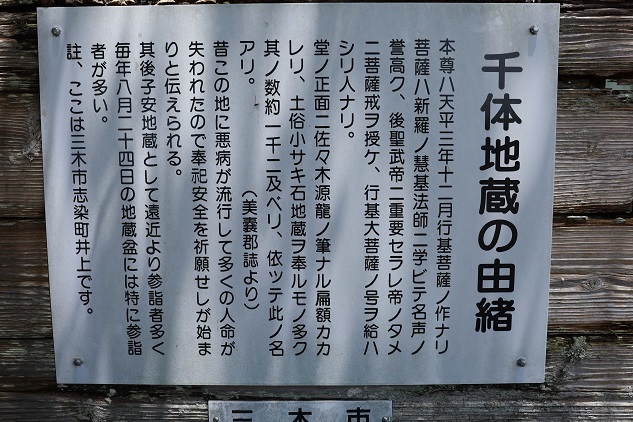 千体地蔵の由緒
本尊ハ天平三年十二月行基菩薩ノ作ナリ
菩薩ハ新羅ノ慧基法師ニ学ビテ名声ノ
誉高ク、後聖武帝ニ重要セラレ帝ノタメ
ニ菩薩戒ヲ授ケ、行基大菩薩ノ号ヲ給ハ
シリ人ナリ。
堂ノ正面ニ佐々木源龍ノ筆ナル扁額カカ
レリ、土俗小サキ石地蔵ヲ奉ルモノ多ク
其ノ数約一千ニ及ベリ、依ツテ此ノ名
アリ。
（美嚢郡誌より）
昔この地に悪病が流行して多くの人命が
失われたので奉祀安全を祈願せしが始ま
りと伝えられる。
其後子安地蔵として遠近より参詣者多く
毎年八月二十四日の地蔵盆には特に参詣
者が多い。
註、ここは三木市志染町井上です。
三木市